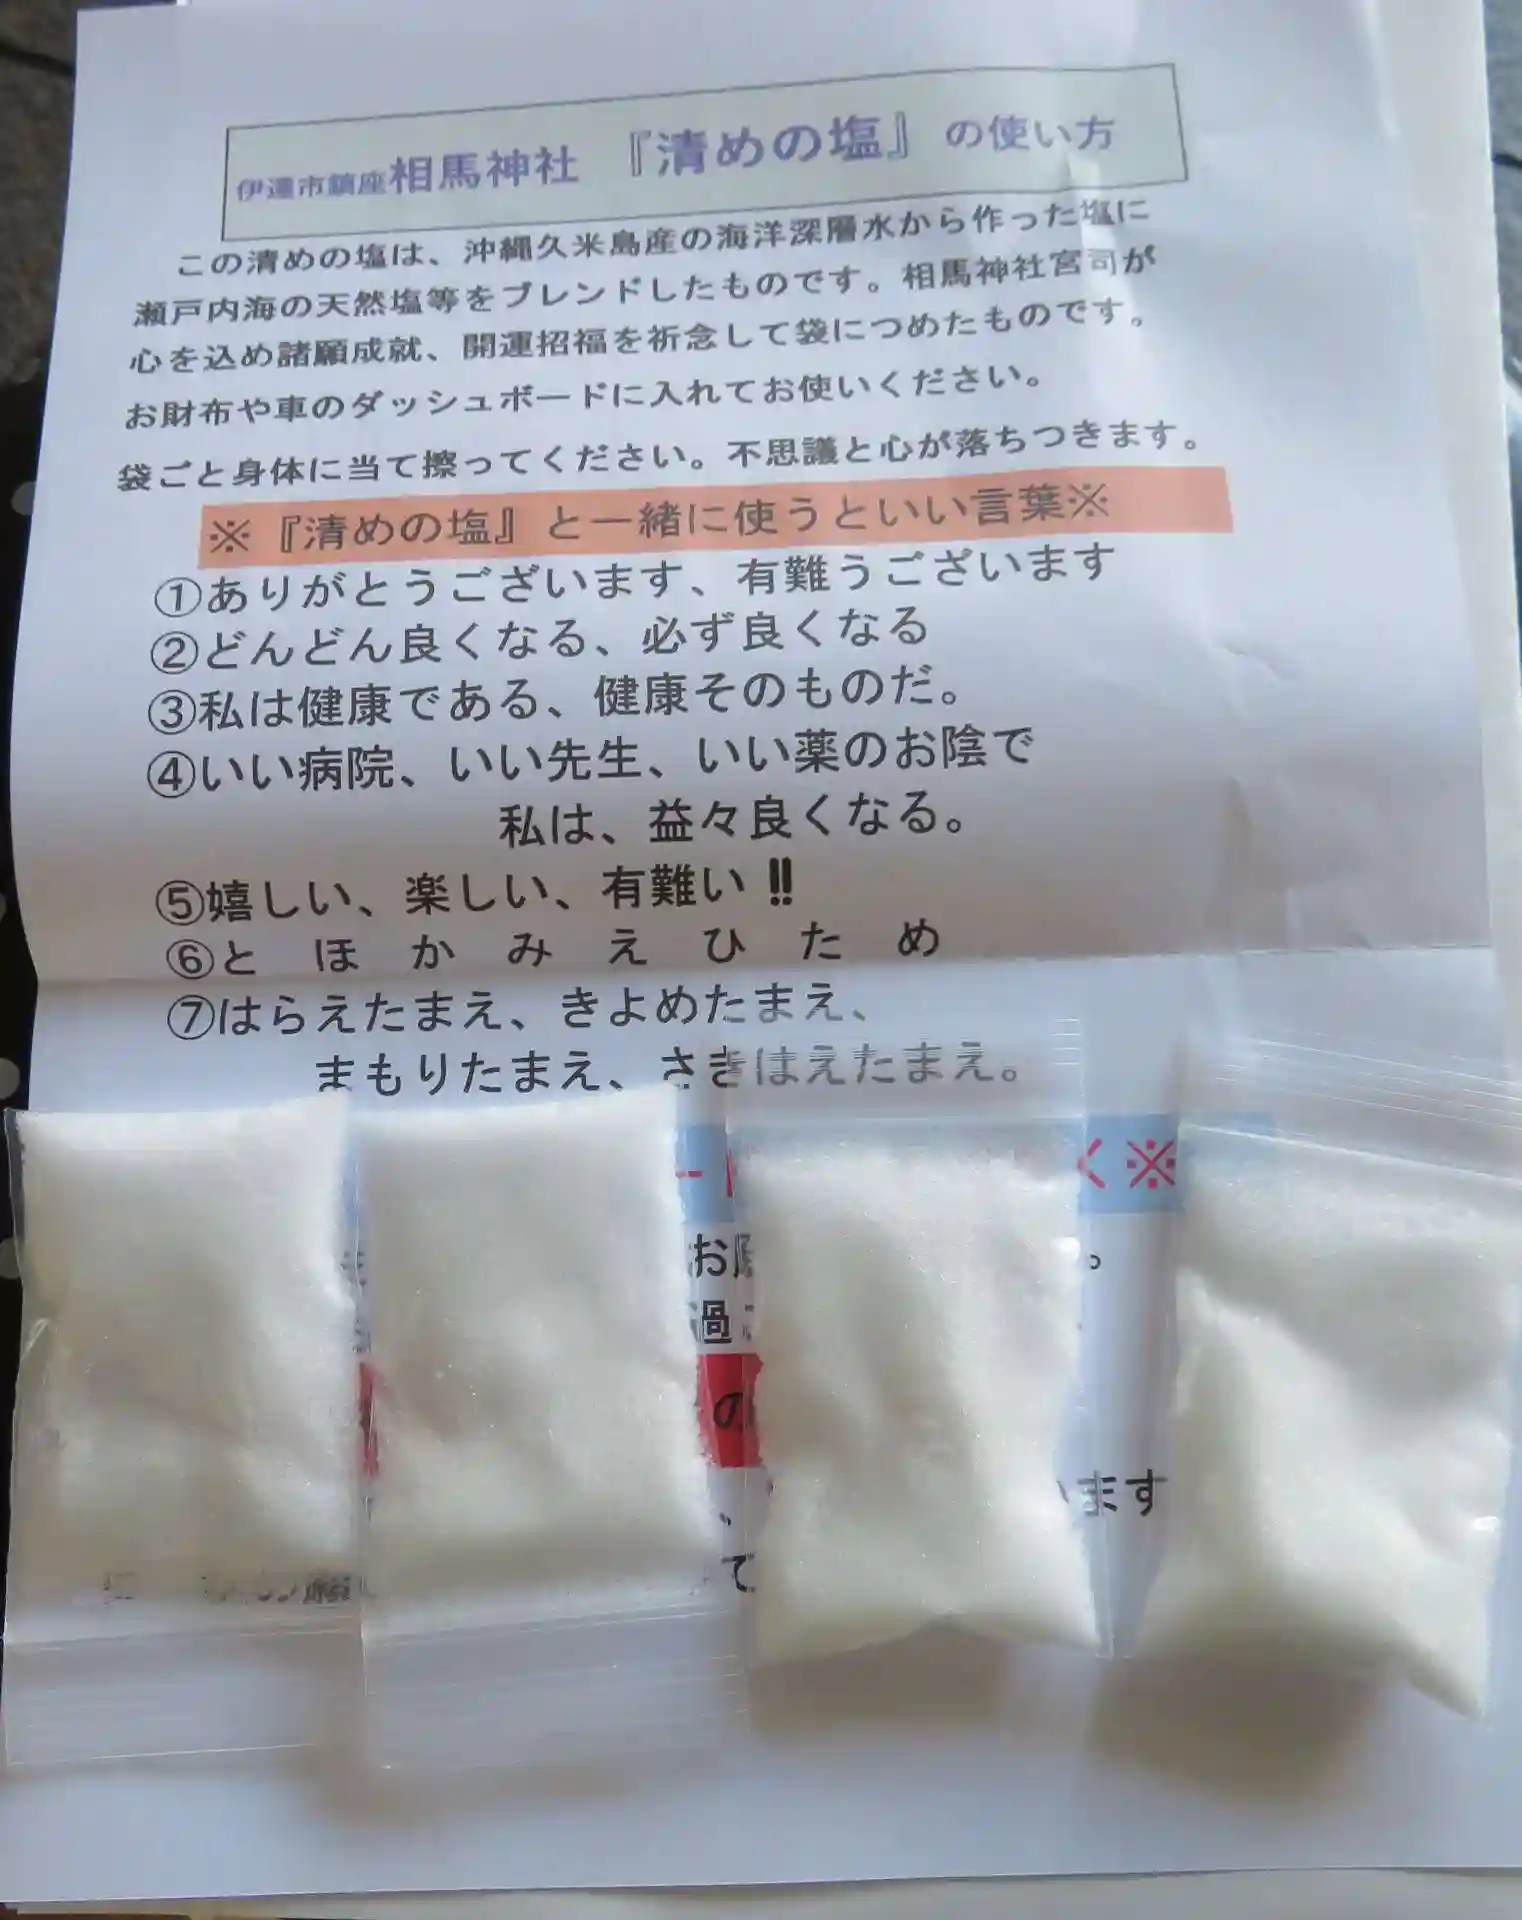 伊達市鎮座相馬神社 『清めの塩』 の使い方
この清めの塩は、沖縄久米島産の海洋深層水から作った塩に
瀬戸内海の天然塩等をブレンドしたものです。相馬神社宮司が
心を込め諸願成就、開運招福を祈念して袋につめたものです。
お財布や車のダッシュボードに入れてお使いください。
袋ごと身体に当て擦ってください。不思議と心が落ちつきます。
※『清めの塩』と一緒に使うといい言葉※
①ありがとうございます、有難うございます
②どんどん良くなる、必ず良くなる
③私は健康である、健康そのものだ。
④いい病院、いい先生、いい薬のお陰で
私は、益々良くなる。
⑤嬉しい、楽しい、有難い‼
⑥と ほ か み え ひ た め
⑦はらえたまえ、きよめたまえ、
まもりたまえ、さきはえたまえ。
く※
お
過
の
ます
て